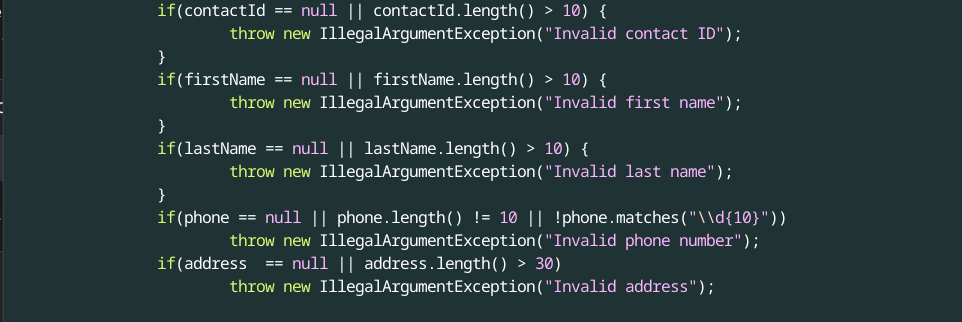 if(contactId == null || contactId.length() > 10) {
throw new IllegalArgumentException("Invalid contact ID");
}
if(firstName == null || firstName.length() > 10) {
throw new IllegalArgumentException("Invalid first name");
}
if(lastName == null || lastName.length() > 10) {
throw new IllegalArgumentException("Invalid last name");
}
if(phone == null || phone.length() != 10 || !phone.matches("\\d{10}"))
throw new IllegalArgumentException("Invalid phone number");
if(address  == null || address.length() > 30)
throw new IllegalArgumentException("Invalid address");